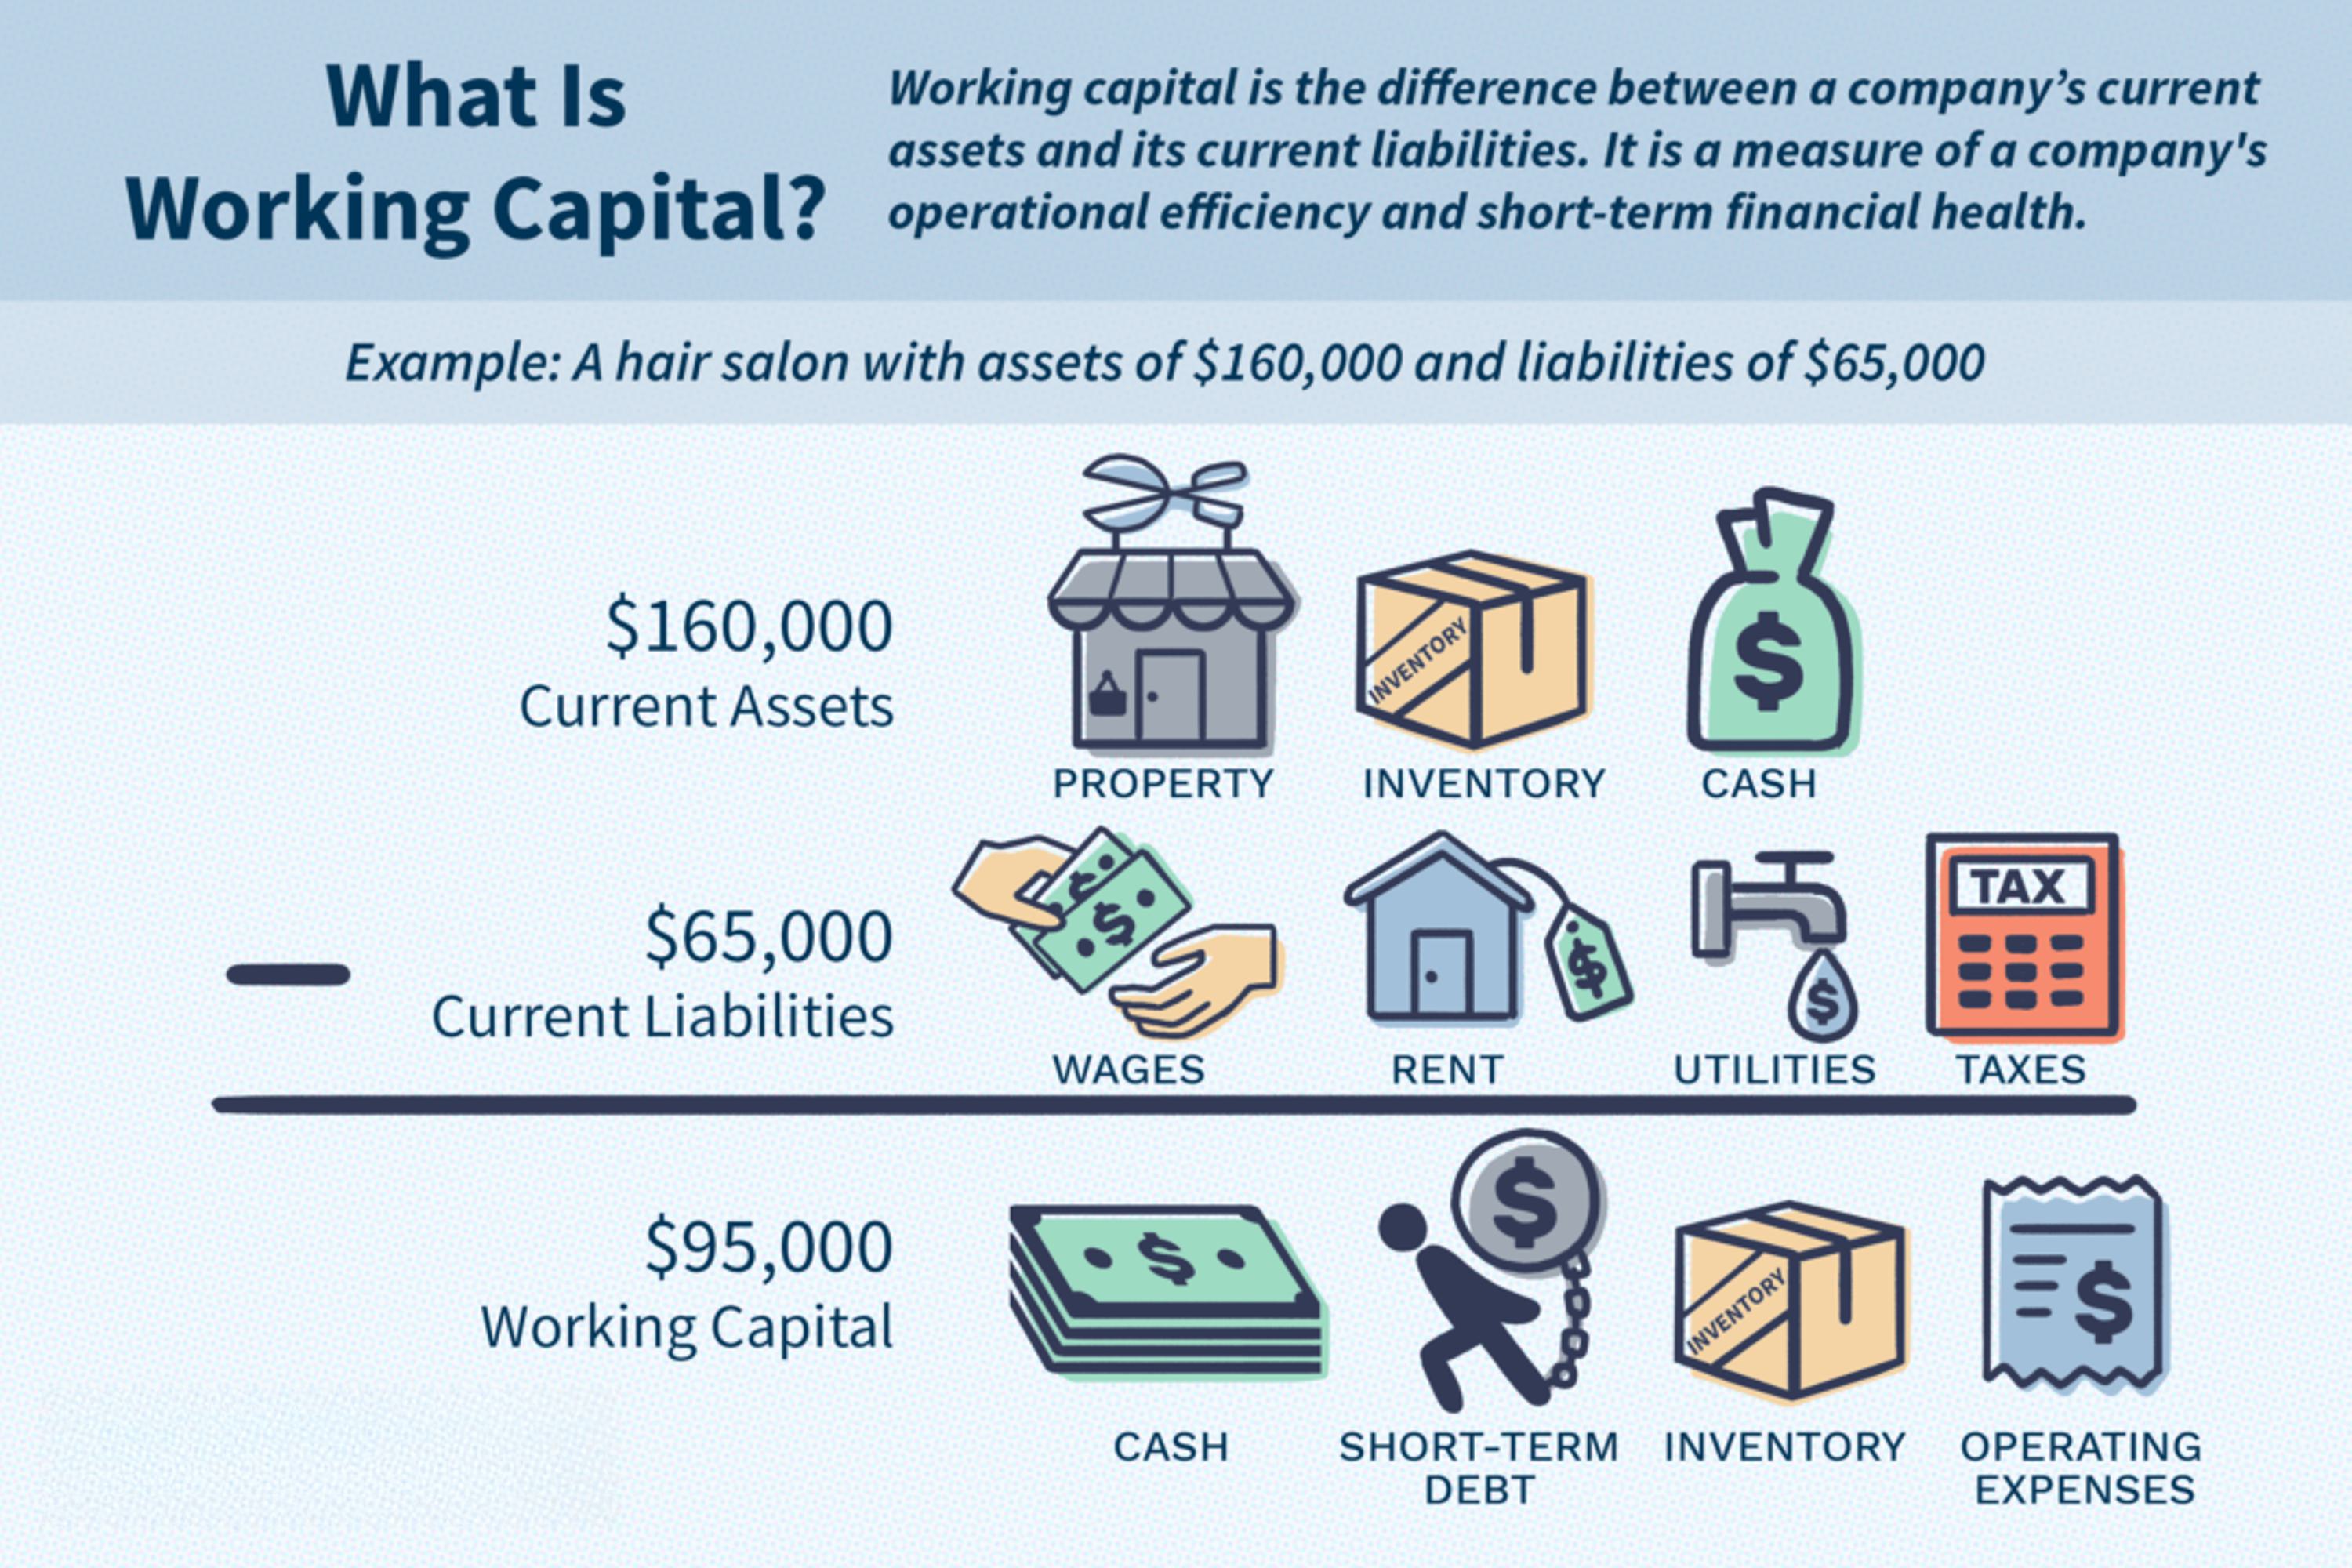 What Is
Working Capital?
Working capital is the difference between a company’s current
assets and its current liabilities. It is a measure of a company's
operational efficiency and short-term financial health.
Example: A hair salon with assets of $160,000 and liabilities of $65,000
$160,000
Current Assets
INVENTORY
$
PROPERTY
INVENTORY
CASH
$65,000
Current Liabilities
$
$
$
$
TAX
WAGES
RENT
UTILITIES
TAXES
$95,000
Working Capital
$
$
INVENTORY
$
CASH
SHORT-TERM
DEBT
INVENTORY
OPERATING
EXPENSES